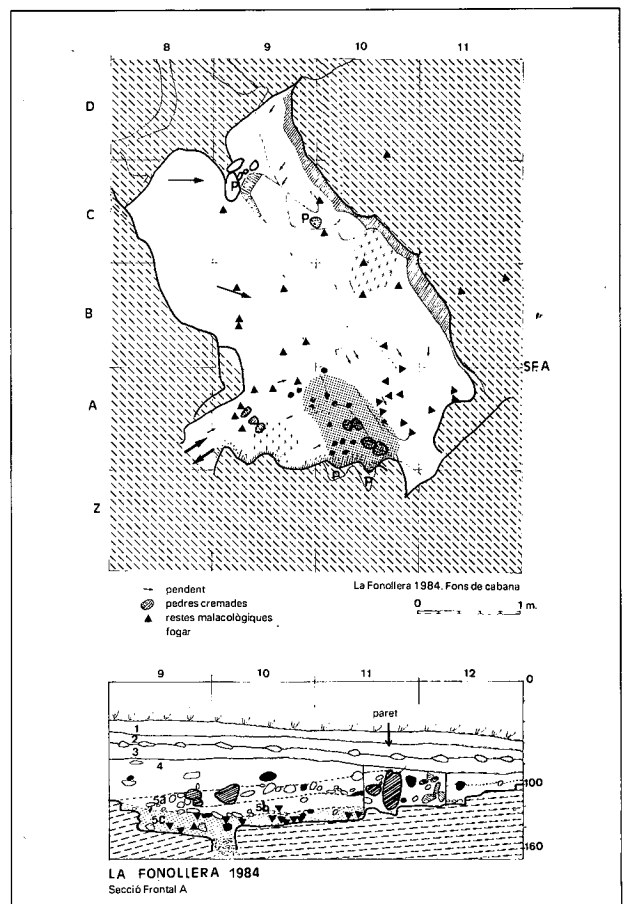 8 9 10 11
D
P
C
P
B
SF.A
A
P P
Z
pendent
pedres cremades
restes malacològiques
fogar
La Fonollera 1984. Fons de cabana
0 1 m.
9 10 11 12
0
paret
1
2
3
4
100
5a
5b
5c
160
LA FONOLLERA 1984
Secció Frontal A